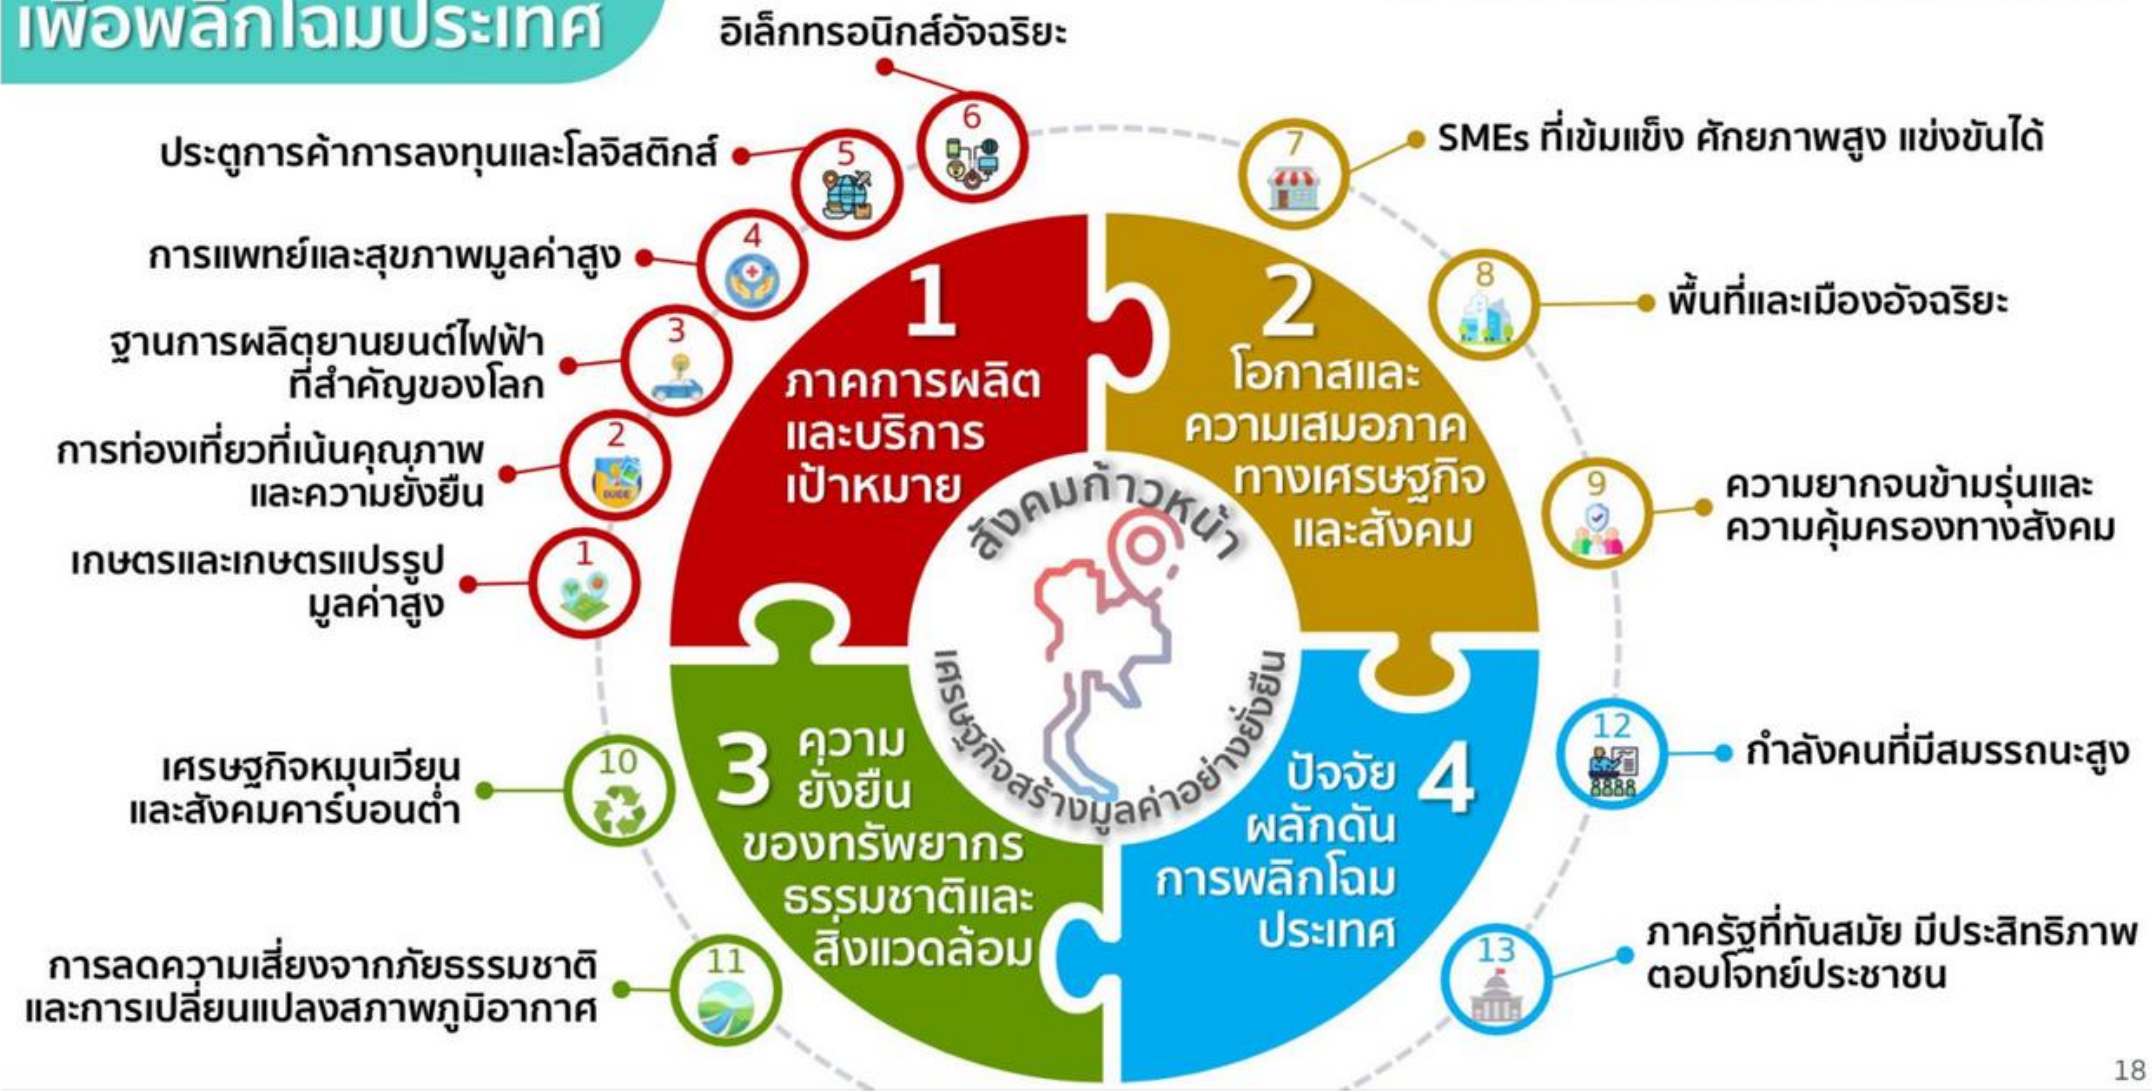 เพื่อพลิกโฉมประเทศ
อิเล็กทรอนิกส์อัจฉริยะ
6
ประตูการค้าการลงทุนและโลจิสติกส์
5
การแพทย์และสุขภาพมูลค่าสูง
4
ฐานการผลิตยานยนต์ไฟฟ้า
ที่สำคัญของโลก
3
การท่องเที่ยวที่เน้นคุณภาพ
และความยั่งยืน
2
เกษตรและเกษตรแปรรูป
มูลค่าสูง
1
7
SMEs ที่เข้มแข็ง ศักยภาพสูง แข่งขันได้
8
พื้นที่และเมืองอัจฉริยะ
9
ความยากจนข้ามรุ่นและ
ความคุ้มครองทางสังคม
1
ภาคการผลิต
และบริการ
เป้าหมาย
2
โอกาสและ
ความเสมอภาค
ทางเศรษฐกิจ
และสังคม
สังคมก้าวหน้า
เศรษฐกิจสร้างมูลค่าอย่างยั่งยืน
3
ความ
ยั่งยืน
ของทรัพยากร
ธรรมชาติและ
สิ่งแวดล้อม
4
ปัจจัย
ผลักดัน
การพลิกโฉม
ประเทศ
เศรษฐกิจหมุนเวียน
และสังคมคาร์บอนต่ำ
10
การลดความเสี่ยงจากภัยธรรมชาติ
และการเปลี่ยนแปลงสภาพภูมิอากาศ
11
12
กำลังคนที่มีสมรรถนะสูง
13
ภาครัฐที่ทันสมัย มีประสิทธิภาพ
ตอบโจทย์ประชาชน
18